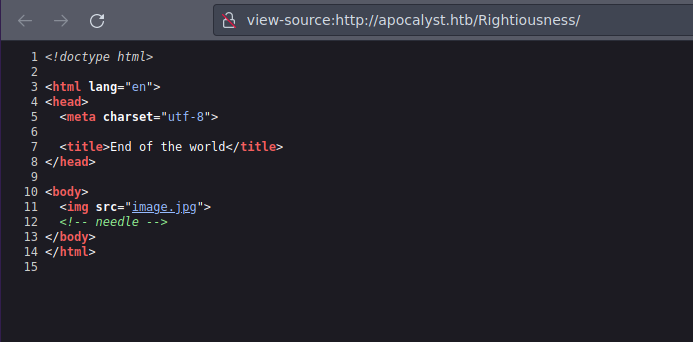 view-source:http://apocalyst.htb/Rightiousness/
1 <!doctype html>
2
3 <html lang="en">
4 <head>
5   <meta charset="utf-8">
6
7   <title>End of the world</title>
8 </head>
9
10 <body>
11   <img src="image.jpg">
12   <!-- needle -->
13 </body>
14 </html>
15